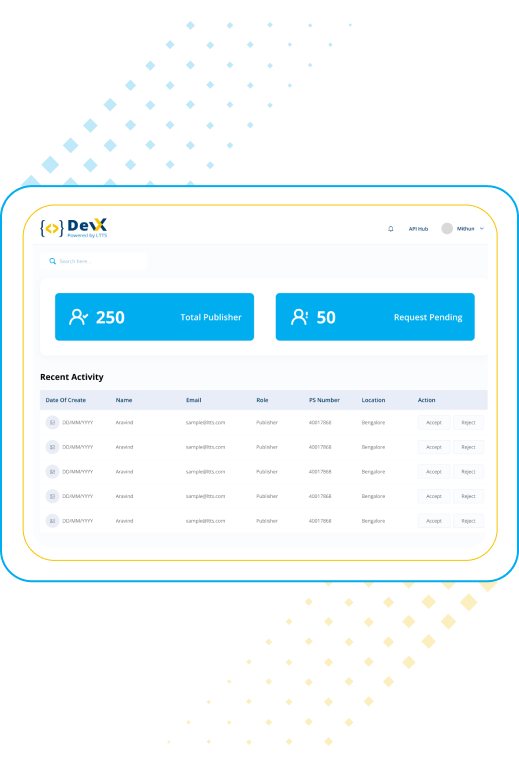 {<>} DevX
Powered by LTTS
API Hub
Mithun
Search here...
250 Total Publisher
50 Request Pending
Recent Activity
Date Of Create Name Email Role PS Number Location Action
DD/MM/YYYY Aravind sample@ltts.com Publisher 40017868 Bengalore Accept Reject
DD/MM/YYYY Aravind sample@ltts.com Publisher 40017868 Bengalore Accept Reject
DD/MM/YYYY Aravind sample@ltts.com Publisher 40017868 Bengalore Accept Reject
DD/MM/YYYY Aravind sample@ltts.com Publisher 40017868 Bengalore Accept Reject
DD/MM/YYYY Aravind sample@ltts.com Publisher 40017868 Bengalore Accept Reject